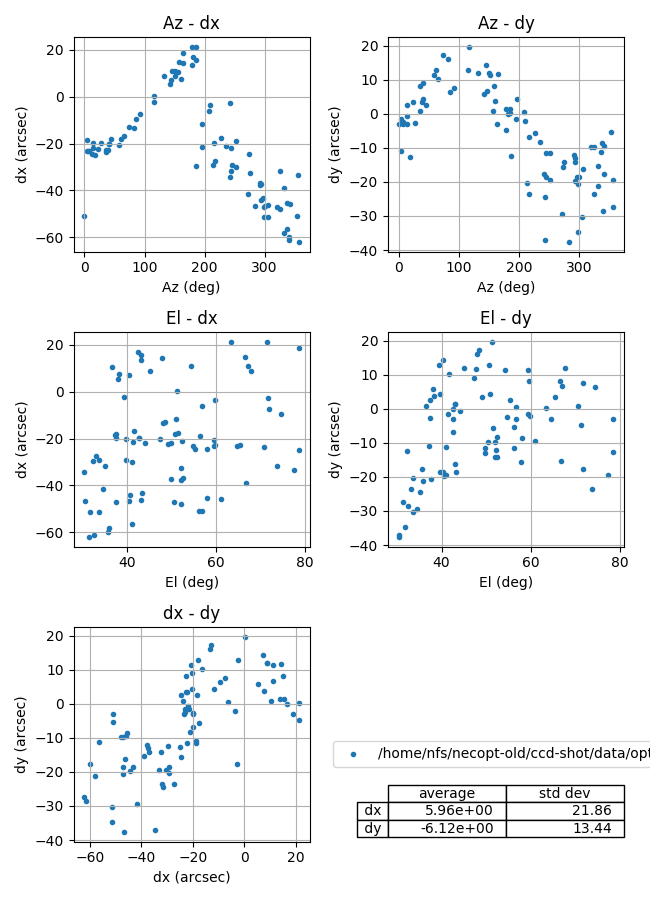 Az - dx
20
0
−20
−40
−60
dx (arcsec)
0 100 200 300
Az (deg)
Az - dy
20
10
0
−10
−20
−30
−40
dy (arcsec)
0 100 200 300
Az (deg)
El - dx
20
0
−20
−40
−60
dx (arcsec)
40 60 80
El (deg)
El - dy
20
10
0
−10
−20
−30
−40
dy (arcsec)
40 60 80
El (deg)
dx - dy
20
10
0
−10
−20
−30
−40
dy (arcsec)
−60 −40 −20 0 20
dx (arcsec)
/home/nfs/necopt-old/ccd-shot/data/opt
average std dev
dx 5.96e+00 21.86
dy -6.12e+00 13.44